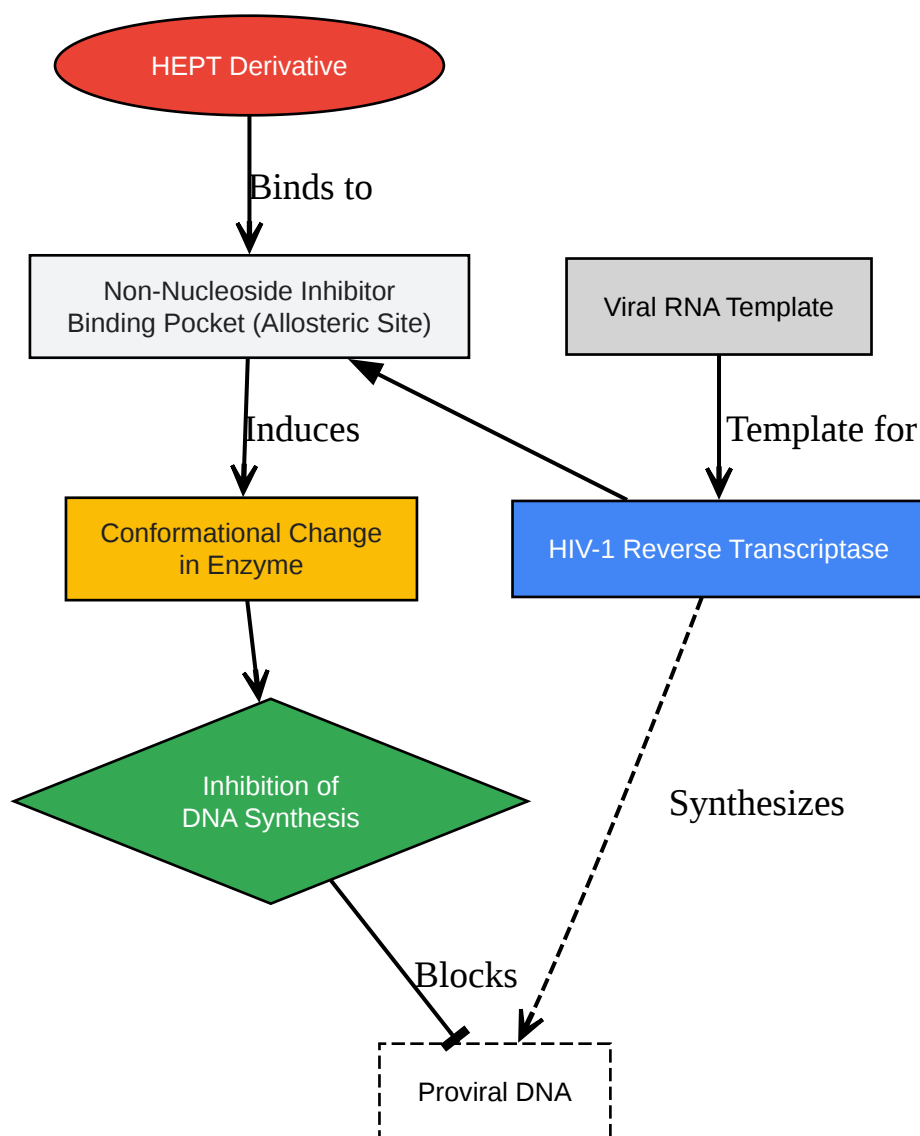 HEPT Derivative
Binds to
Non-Nucleoside Inhibitor
Binding Pocket (Allosteric Site)
Viral RNA Template
Induces
Template for
Conformational Change
in Enzyme
HIV-1 Reverse Transcriptase
Inhibition of
DNA Synthesis
Synthesizes
Blocks
Proviral DNA